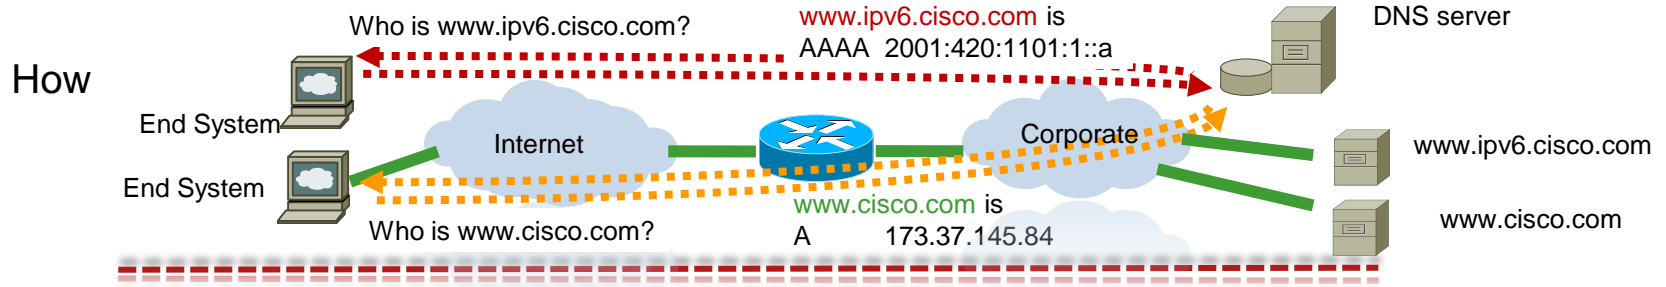 How
Who is www.ipv6.cisco.com?
www.ipv6.cisco.com is
AAAA 2001:420:1101:1::a
DNS server
End System
Internet
Corporate
www.ipv6.cisco.com
End System
www.cisco.com is
A 173.37.145.84
Who is www.cisco.com?
www.cisco.com